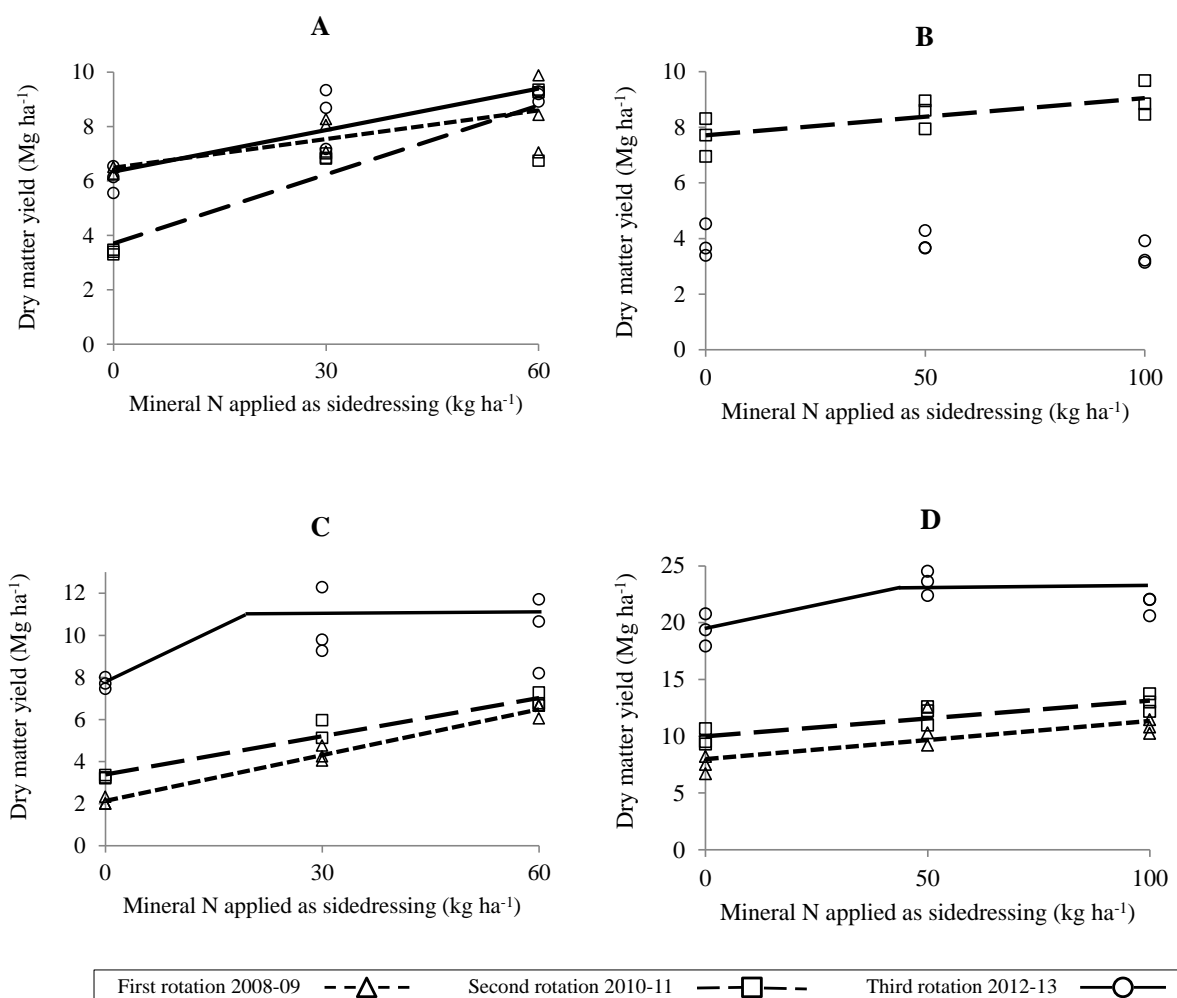 A
Dry matter yield (Mg ha-1)
10
8
6
4
2
0
0 30 60
Mineral N applied as sidedressing (kg ha-1)
B
Dry matter yield (Mg ha-1)
10
8
6
4
2
0
0 50 100
Mineral N applied as sidedressing (kg ha-1)
C
Dry matter yield (Mg ha-1)
12
10
8
6
4
2
0
0 30 60
Mineral N applied as sidedressing (kg ha-1)
D
Dry matter yield (Mg ha-1)
25
20
15
10
5
0
0 50 100
Mineral N applied as sidedressing (kg ha-1)
First rotation 2008-09 Second rotation 2010-11 Third rotation 2012-13